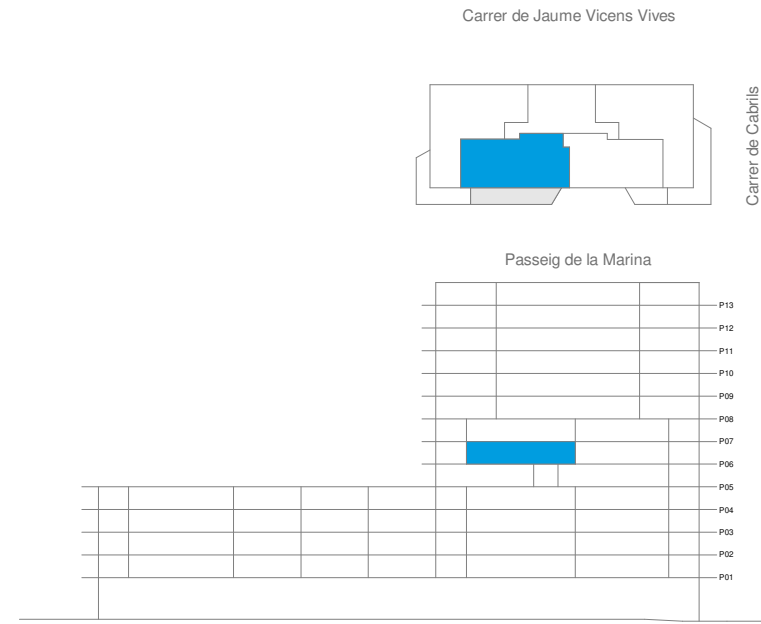 Carrer de Jaume Vicens Vives
Carrer de Cabrils
Passeig de la Marina
P13
P12
P11
P10
P09
P08
P07
P06
P05
P04
P03
P02
P01